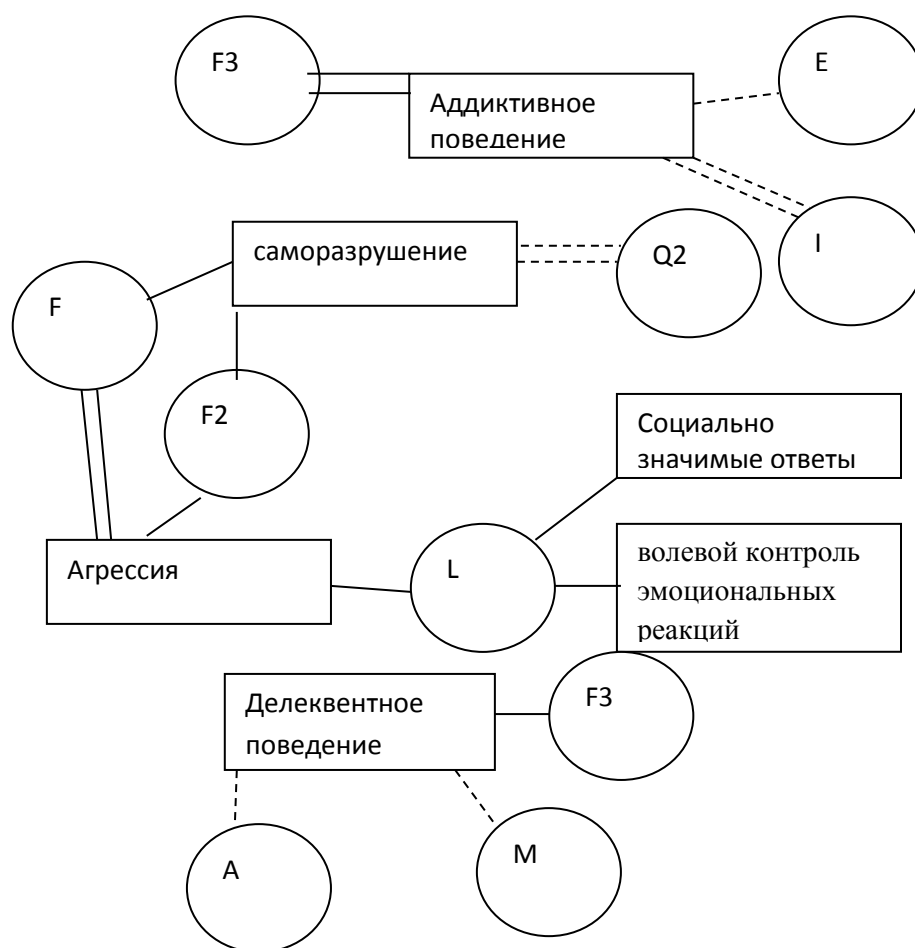 F3
E
Аддиктивное
поведение
I
саморазрушение
Q2
F
F2
Социально
значимые ответы
Агрессия
L
волевой контроль
эмоциональных
реакций
Делеквентное
поведение
F3
A
M